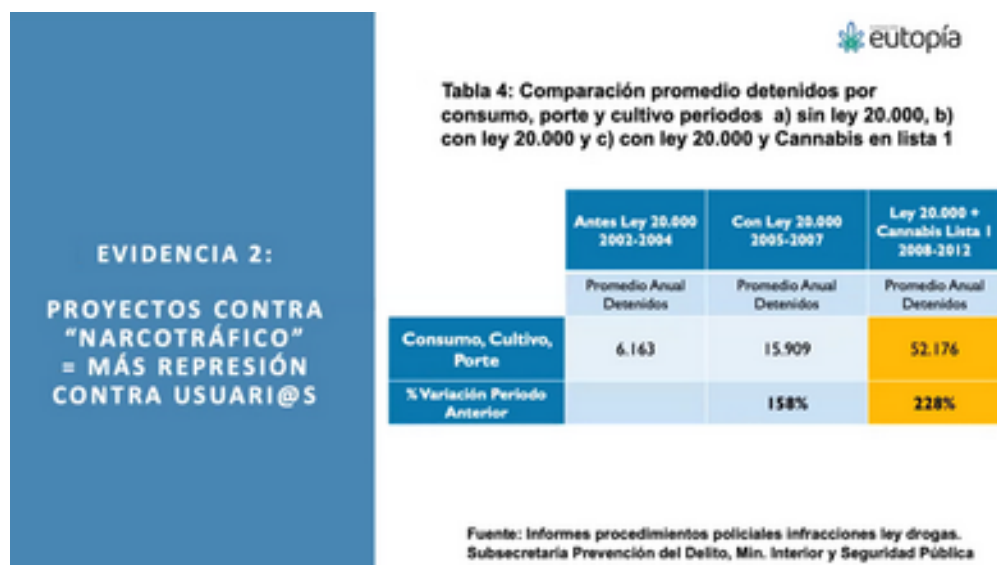 eutopía
Tabla 4: Comparación promedio detenidos por
consumo, porte y cultivo periodos a) sin ley 20.000, b)
con ley 20.000 y c) con ley 20.000 y Cannabis en lista 1
EVIDENCIA 2:
PROYECTOS CONTRA
“NARCOTRÁFICO”
= MÁS REPRESIÓN
CONTRA USUARI@S
Antes Ley 20.000
2002-2004
Con Ley 20.000
2005-2007
Ley 20.000 +
Cannabis Lista 1
2008-2012
Promedio Anual
Detenidos
Promedio Anual
Detenidos
Promedio Anual
Detenidos
Consumo, Cultivo,
Porte
6.163
15.909
52.176
% Variación Periodo
Anterior
158%
228%
Fuente: Informes procedimientos policiales infracciones ley drogas.
Subsecretaria Prevención del Delito, Min. Interior y Seguridad Pública